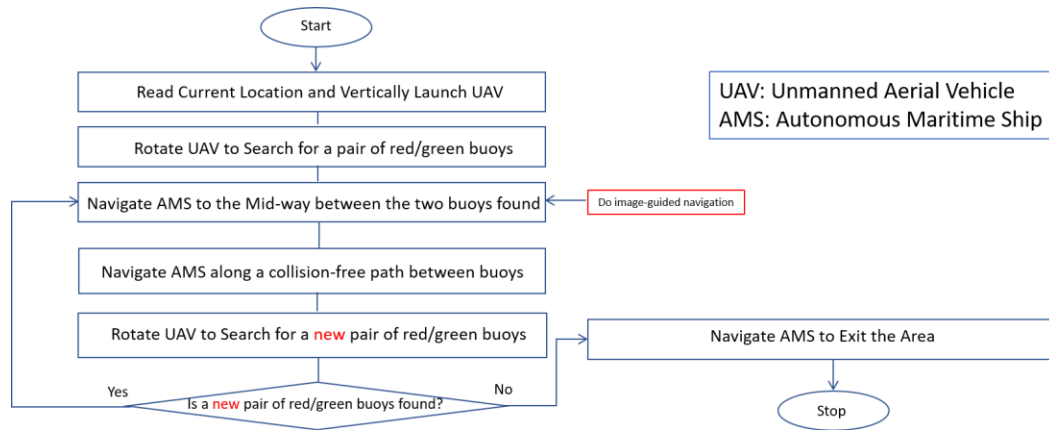 Start
Read Current Location and Vertically Launch UAV
UAV: Unmanned Aerial Vehicle
AMS: Autonomous Maritime Ship
Rotate UAV to Search for a pair of red/green buoys
Navigate AMS to the Mid-way between the two buoys found
Do image-guided navigation
Navigate AMS along a collision-free path between buoys
Rotate UAV to Search for a new pair of red/green buoys
Navigate AMS to Exit the Area
Yes
Is a new pair of red/green buoys found?
No
Stop